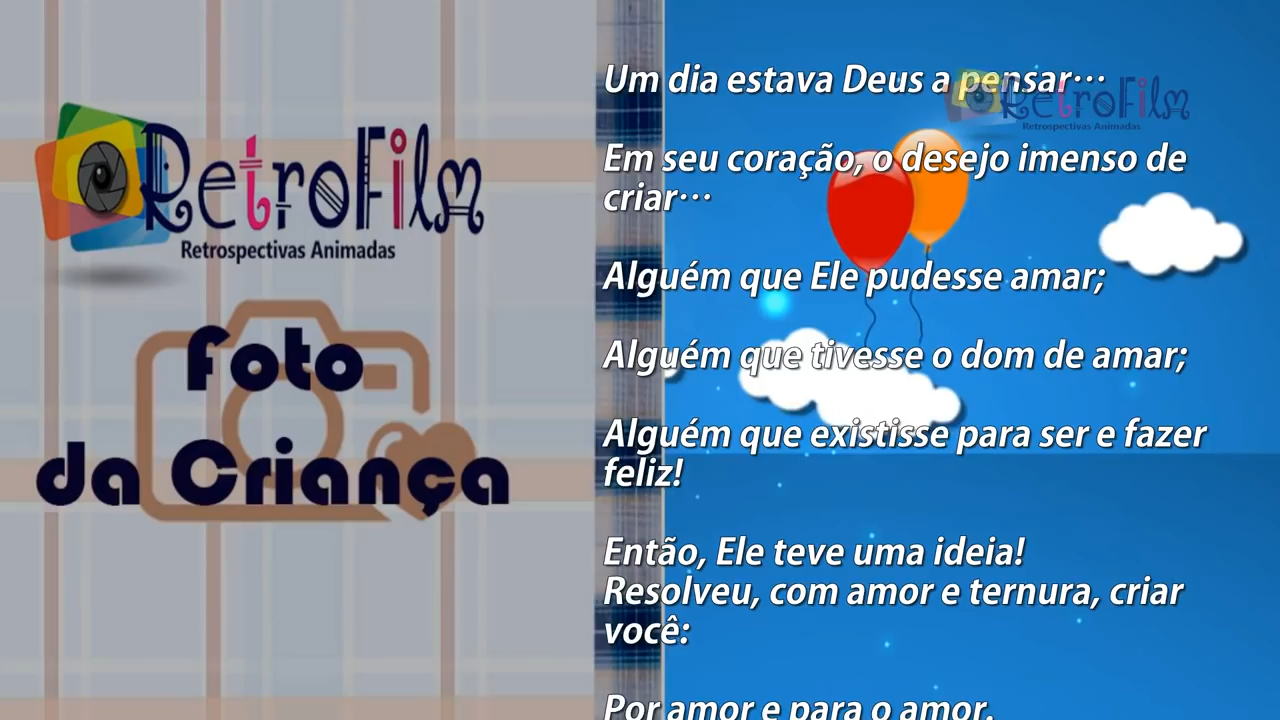 RetroFilm
Retrospectivas Animadas
Foto
da Criança
Um dia estava Deus a pensar...
RetroFilm
Retrospectivas Animadas
Em seu coração, o desejo imenso de
criar...
Alguém que Ele pudesse amar;
Alguém que tivesse o dom de amar;
Alguém que existisse para ser e fazer
feliz!
Então, Ele teve uma ideia!
Resolveu, com amor e ternura, criar
você:
Por amor e para o amor.